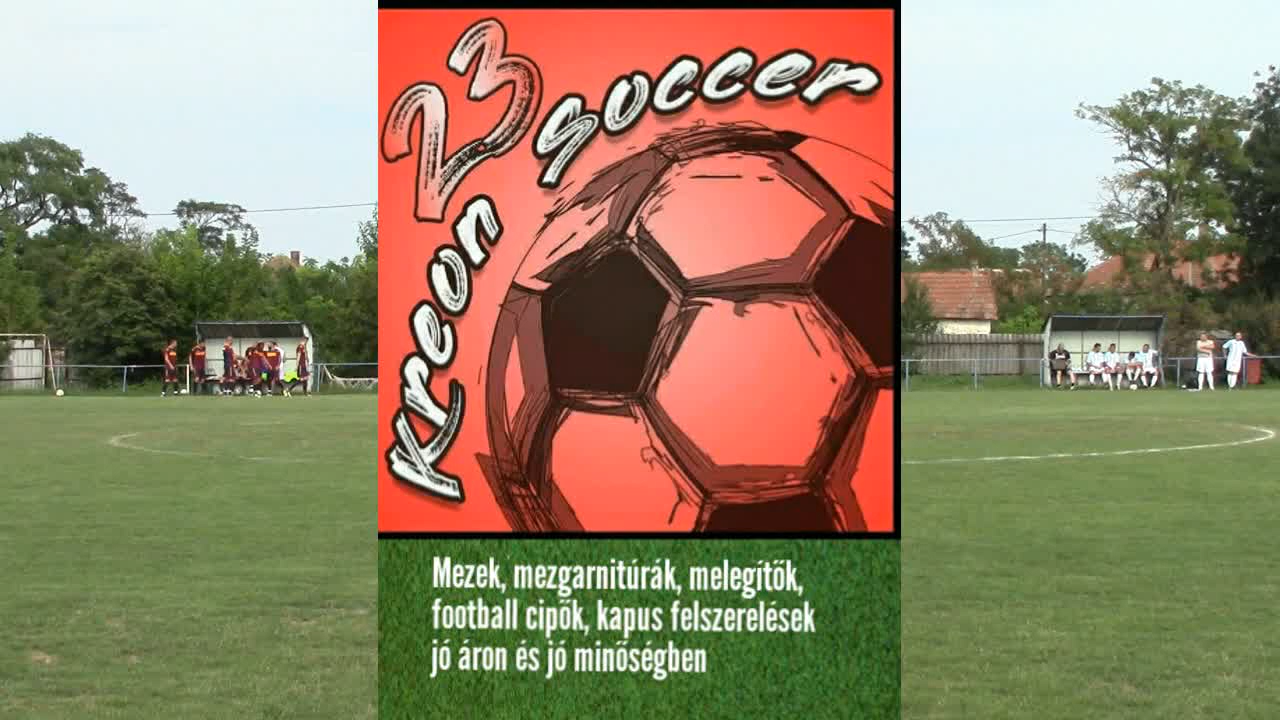 Kreon
23
soccer
Mezek, mezgarnitúrák, melegítők,
football cipők, kapus felszerelések
jó áron és jó minőségben